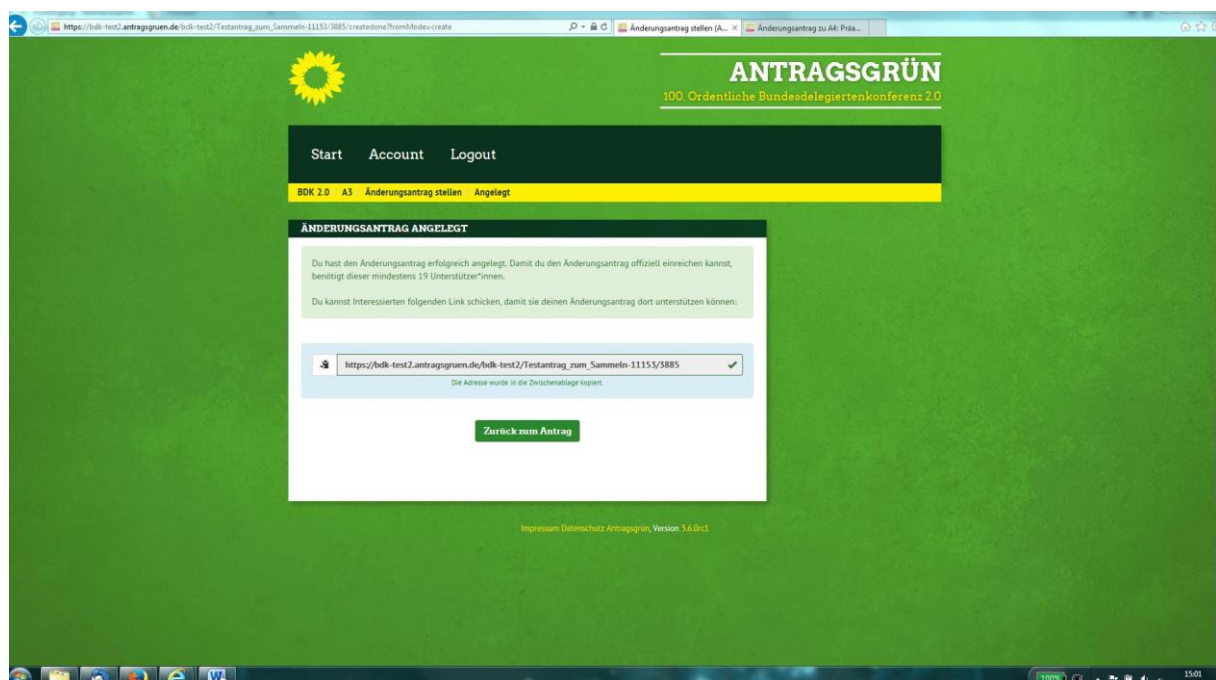 https://bdk-test2.antragsgruen.de/bdk-test2/Testantrag_zum_Sammeln-11153/3885/createdone?fromMode=create
Änderungsantrag stellen (A...
Änderungsantrag zu A4: Präa...
ANTRAGSGRÜN
100. Ordentliche Bundesdelegiertenkonferenz 2.0
Start Account Logout
BDK 2.0 A3 Änderungsantrag stellen Angelegt
ÄNDERUNGSANTRAG ANGELEGT
Du hast den Änderungsantrag erfolgreich angelegt. Damit du den Änderungsantrag offiziell einreichen kannst,
benötigt dieser mindestens 19 Unterstützer*innen.
Du kannst Interessierten folgenden Link schicken, damit sie deinen Änderungsantrag dort unterstützen können:
https://bdk-test2.antragsgruen.de/bdk-test2/Testantrag_zum_Sammeln-11153/3885
Die Adresse wurde in die Zwischenablage kopiert.
Zurück zum Antrag
Impressum Datenschutz Antragsgrün, Version 3.6.0rc1
100%
15:01